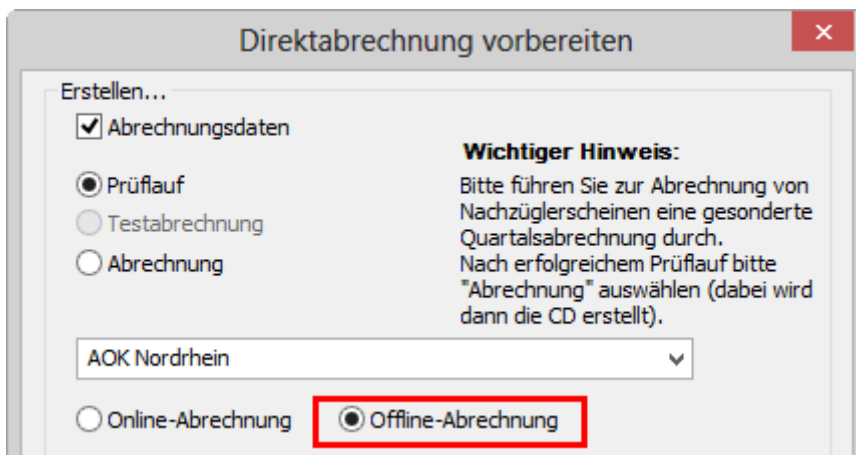 Direktabrechnung vorbereiten
Erstellen...
Abrechnungsdaten
Prüflauf
Testabrechnung
Abrechnung
Wichtiger Hinweis:
Bitte führen Sie zur Abrechnung von
Nachzüglerscheinen eine gesonderte
Quartalsabrechnung durch.
Nach erfolgreichem Prüflauf bitte
"Abrechnung" auswählen (dabei wird
dann die CD erstellt).
AOK Nordrhein
Online-Abrechnung
Offline-Abrechnung